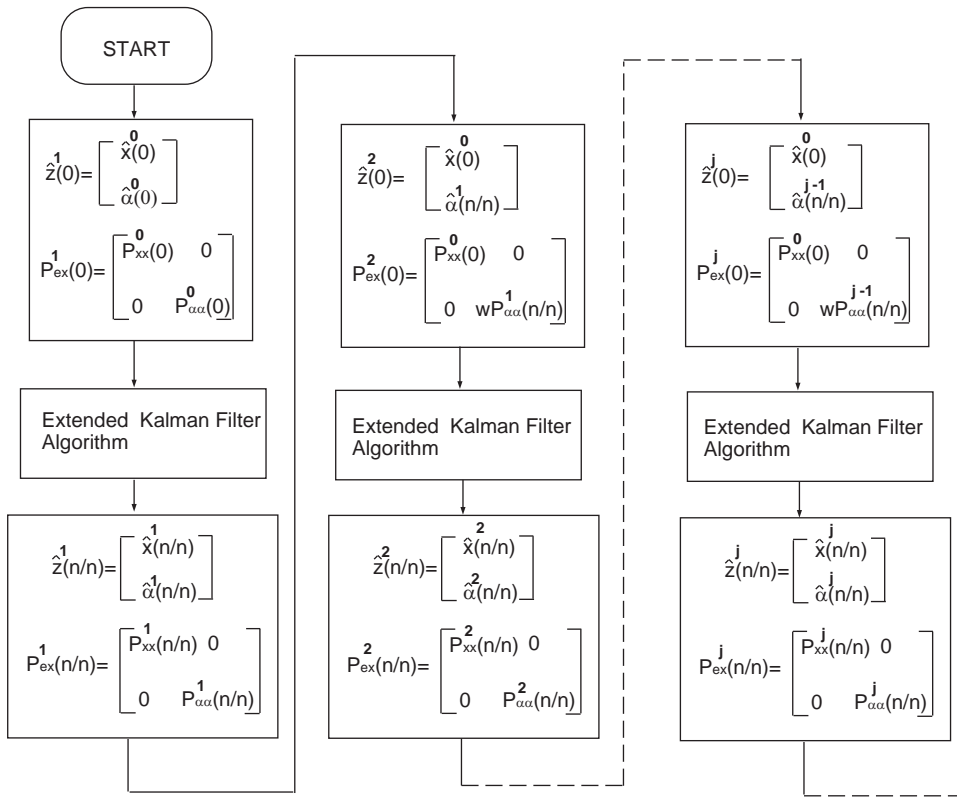 START
ẑ¹(0)= [ x̂⁰(0)
α̂⁰(0) ]
P¹ex(0)= [ P⁰xx(0) 0
0 P⁰αα(0) ]
Extended Kalman Filter
Algorithm
ẑ¹(n/n)= [ x̂¹(n/n)
α̂¹(n/n) ]
P¹ex(n/n)= [ P¹xx(n/n) 0
0 P¹αα(n/n) ]
ẑ²(0)= [ x̂⁰(0)
α̂¹(n/n) ]
P²ex(0)= [ P⁰xx(0) 0
0 wP¹αα(n/n) ]
Extended Kalman Filter
Algorithm
ẑ²(n/n)= [ x̂²(n/n)
α̂²(n/n) ]
P²ex(n/n)= [ P²xx(n/n) 0
0 P²αα(n/n) ]
ẑʲ(0)= [ x̂⁰(0)
α̂ʲ⁻¹(n/n) ]
Pʲex(0)= [ P⁰xx(0) 0
0 wPʲ⁻¹αα(n/n) ]
Extended Kalman Filter
Algorithm
ẑʲ(n/n)= [ x̂ʲ(n/n)
α̂ʲ(n/n) ]
Pʲex(n/n)= [ Pʲxx(n/n) 0
0 Pʲαα(n/n) ]